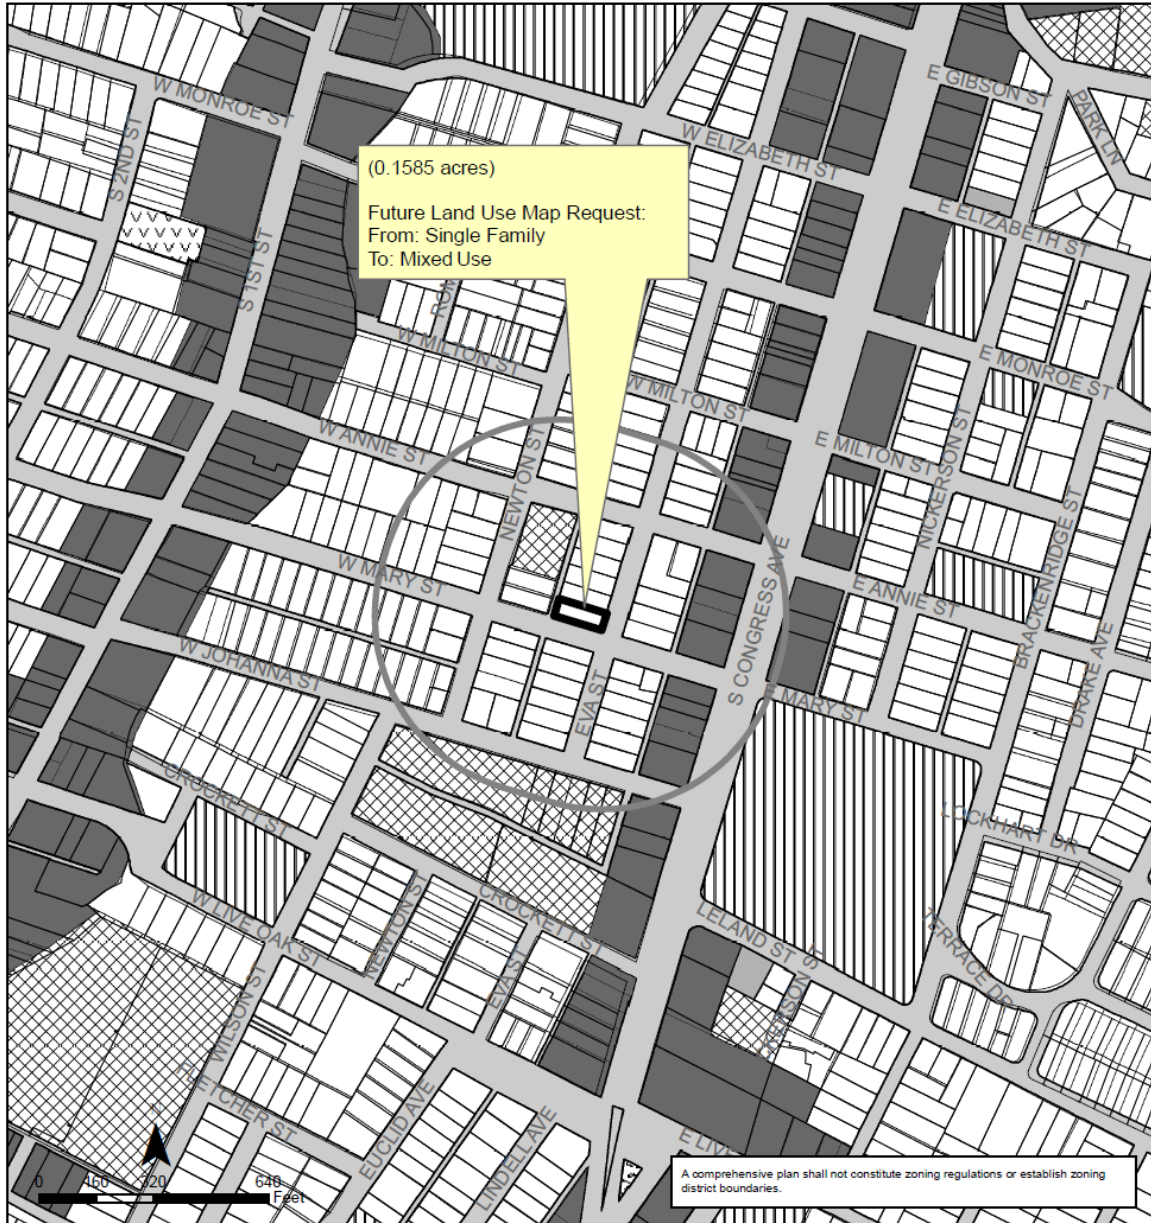 E GIBSON ST
W MONROE ST
PARK LN
W ELIZABETH ST
S 2ND ST
(0.1585 acres)
Future Land Use Map Request:
From: Single Family
To: Mixed Use
E ELIZABETH ST
S 1ST ST
W MILTON ST
E MONROE ST
W MILTON ST
W ANNIE ST
E MILTON ST
NICKERSON ST
NEWTON ST
BRACKENRIDGE ST
W MARY ST
E ANNIE ST
S CONGRESS AVE
DRAKE AVE
W JOHANNA ST
EVA ST
E MARY ST
CROCKETT ST
LOCKHART DR
CROCKETT ST
W LIVE OAK ST
NEWTON ST
EVA ST
LELAND ST
TERRACE DR
WILSON ST
FLETCHER ST
EUCLID AVE
LINDELL AVE
0 160 320 640
Feet
A comprehensive plan shall not constitute zoning regulations or establish zoning
district boundaries.